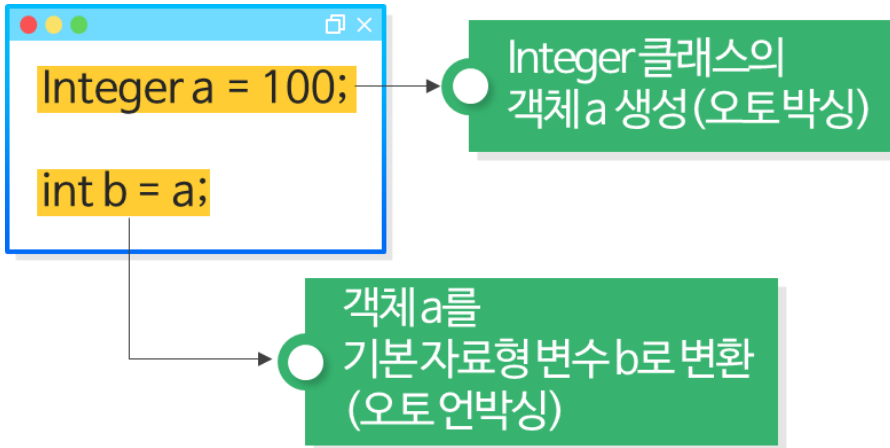 Integer a = 100;
Integer 클래스의
객체 a 생성 (오토 박싱)
int b = a;
객체 a를
기본 자료형 변수 b로 변환
(오토 언박싱)